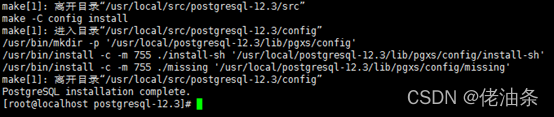 make[1]: 离开目录“/usr/local/src/postgresql-12.3/src”
make -C config install
make[1]: 进入目录“/usr/local/src/postgresql-12.3/config”
/usr/bin/mkdir -p '/usr/local/postgresql-12.3/lib/pgxs/config'
/usr/bin/install -c -m 755 ./install-sh '/usr/local/postgresql-12.3/lib/pgxs/config/install-sh'
/usr/bin/install -c -m 755 ./missing '/usr/local/postgresql-12.3/lib/pgxs/config/missing'
make[1]: 离开目录“/usr/local/src/postgresql-12.3/config”
PostgreSQL installation complete.
[root@localhost postgresql-12.3]#
CSDN @佬油条